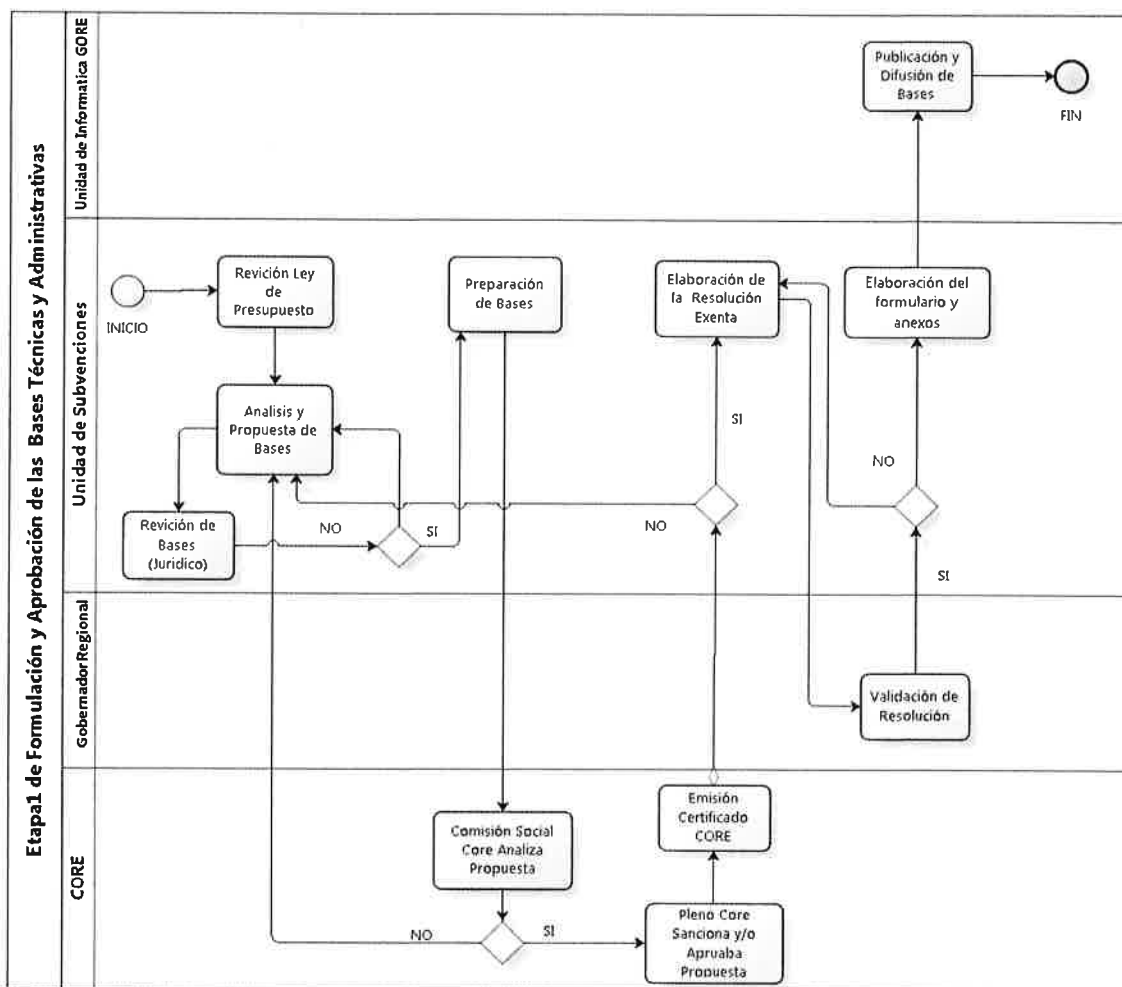 Etapa1 de Formulación y Aprobación de las Bases Técnicas y Administrativas
Unidad de Informatica GORE
Publicación y
Difusión de
Bases
FIN
Unidad de Subvenciones
INICIO
Revición Ley
de
Presupuesto
Preparación
de Bases
Elaboración de
la Resolución
Exenta
Elaboración del
formulario y
anexos
Analisis y
Propuesta de
Bases
SI
NO
Revición de
Bases
(Juridico)
NO
SI
NO
SI
Gobernador Regional
Validación de
Resolución
CORE
Comisión Social
Core Analiza
Propuesta
Emisión
Certificado
CORE
NO
SI
Pleno Core
Sanciona y/o
Apruaba
Propuesta